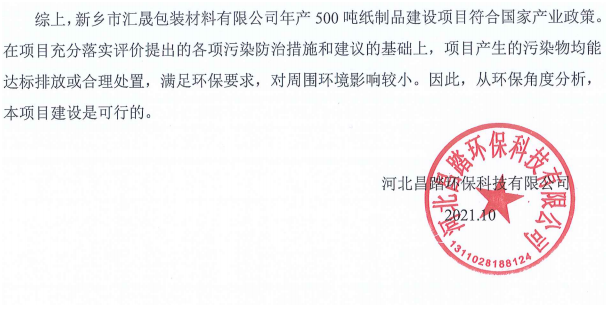 综上，新乡市汇晟包装材料有限公司年产 500 吨纸制品建设项目符合国家产业政策。
在项目充分落实评价提出的各项污染防治措施和建议的基础上，项目产生的污染物均能
达标排放或合理处置，满足环保要求，对周围环境影响较小。因此，从环保角度分析，
本项目建设是可行的。
河北昌踏环保科技有限公司
2021.10
河北昌踏环保科技有限公司
1311028188124